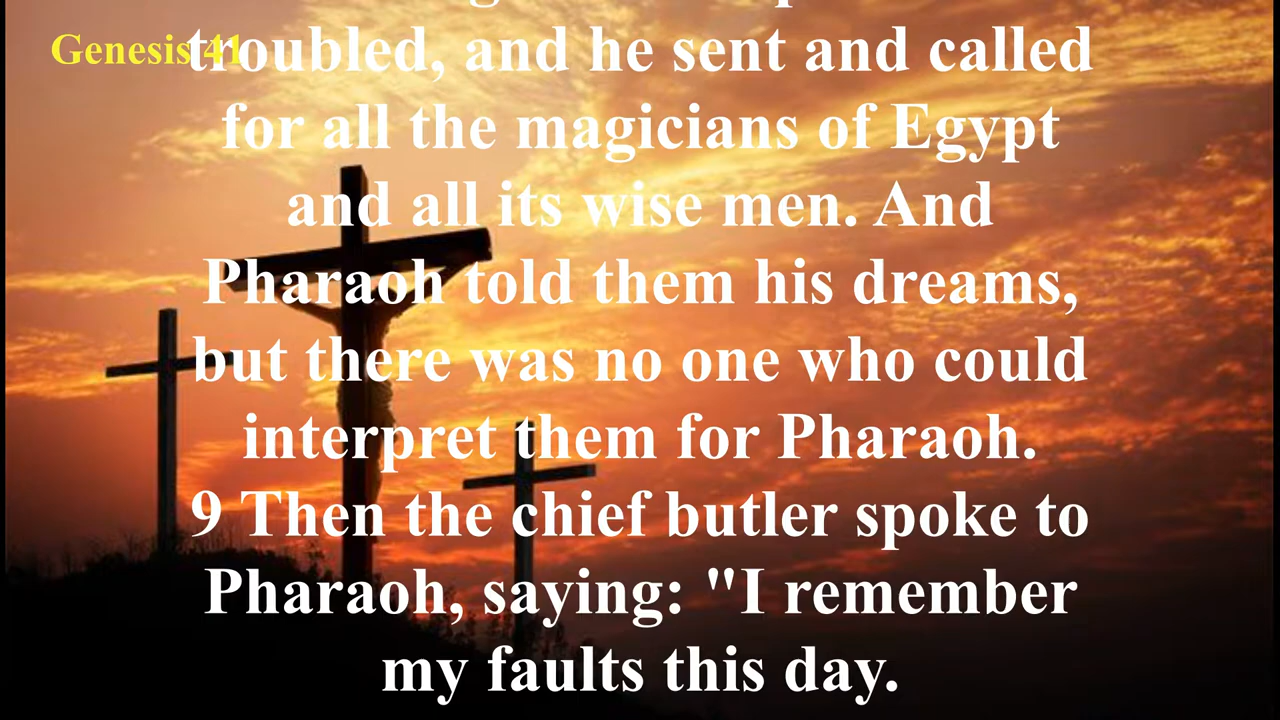 Genesis 41
troubled, and he sent and called
for all the magicians of Egypt
and all its wise men. And
Pharaoh told them his dreams,
but there was no one who could
interpret them for Pharaoh.
9 Then the chief butler spoke to
Pharaoh, saying: "I remember
my faults this day.